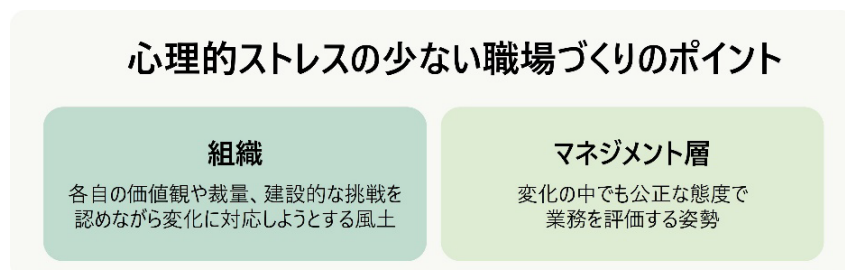 心理的ストレスの少ない職場づくりのポイント
組織
各自の価値観や裁量、建設的な挑戦を
認めながら変化に対応しようとする風土
マネジメント層
変化の中でも公正な態度で
業務を評価する姿勢